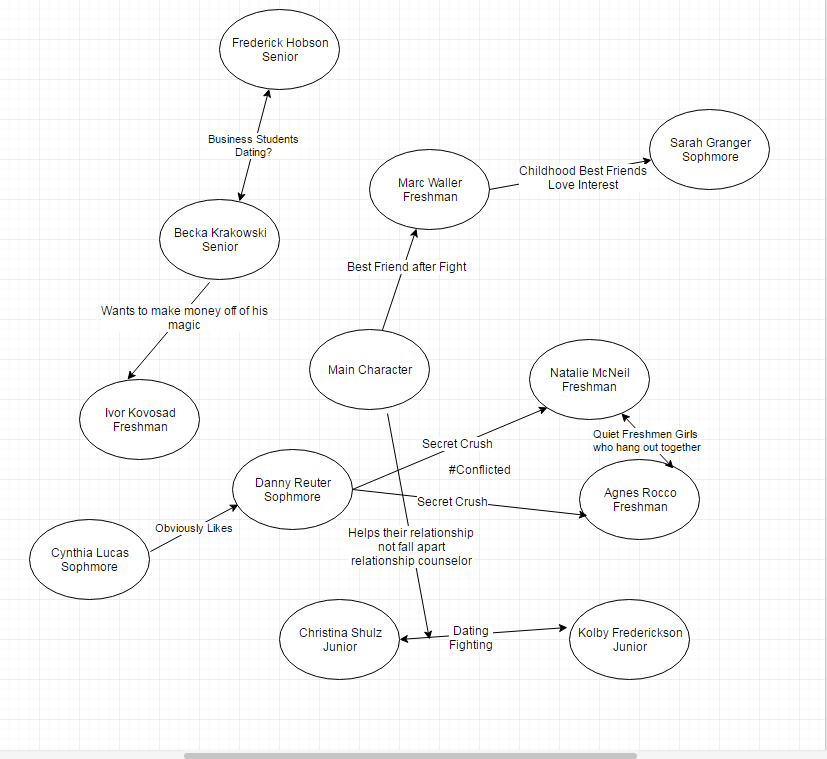 Frederick Hobson
Senior
Business Students
Dating?
Sarah Granger
Sophmore
Childhood Best Friends
Love Interest
Marc Waller
Freshman
Becka Krakowski
Senior
Best Friend after Fight
Wants to make money off of his
magic
Main Character
Natalie McNeil
Freshman
Ivor Kovosad
Freshman
Secret Crush
Quiet Freshmen Girls
who hang out together
#Conflicted
Danny Reuter
Sophmore
Secret Crush
Agnes Rocco
Freshman
Obviously Likes
Helps their relationship
not fall apart
relationship counselor
Cynthia Lucas
Sophmore
Christina Shulz
Junior
Dating
Fighting
Kolby Frederickson
Junior